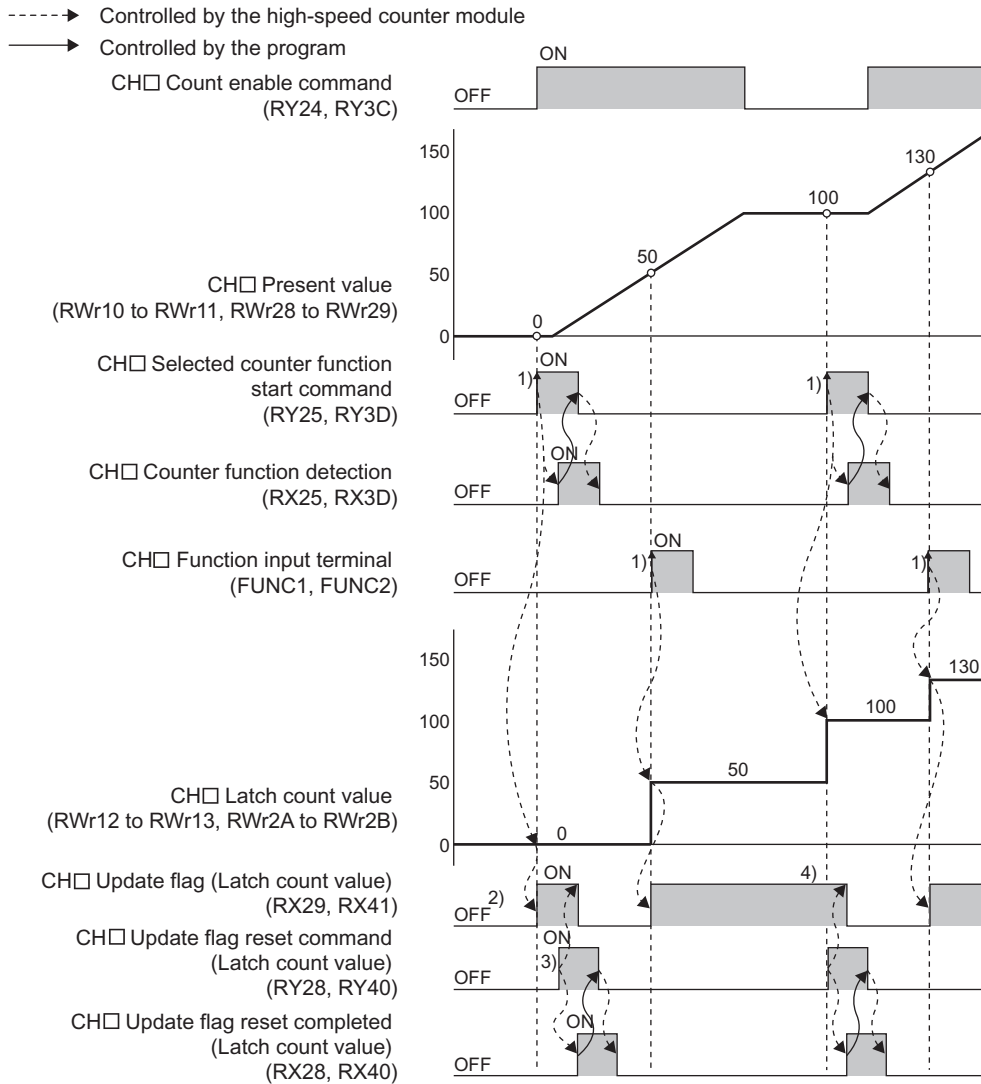 Controlled by the high-speed counter module
Controlled by the program
ON
CH□ Count enable command
(RY24, RY3C)
OFF
150
130
100
100
50
50
CH□ Present value
(RWr10 to RWr11, RWr28 to RWr29)
0
0
CH□ Selected counter function
start command
(RY25, RY3D)
ON
1)
1)
OFF
CH□ Counter function detection
(RX25, RX3D)
ON
OFF
CH□ Function input terminal
(FUNC1, FUNC2)
ON
1)
1)
OFF
150
130
100
100
50
50
CH□ Latch count value
(RWr12 to RWr13, RWr2A to RWr2B)
0
0
CH□ Update flag (Latch count value)
(RX29, RX41)
ON
4)
2)
OFF
CH□ Update flag reset command
(Latch count value)
(RY28, RY40)
ON
3)
OFF
CH□ Update flag reset completed
(Latch count value)
(RX28, RX40)
ON
OFF